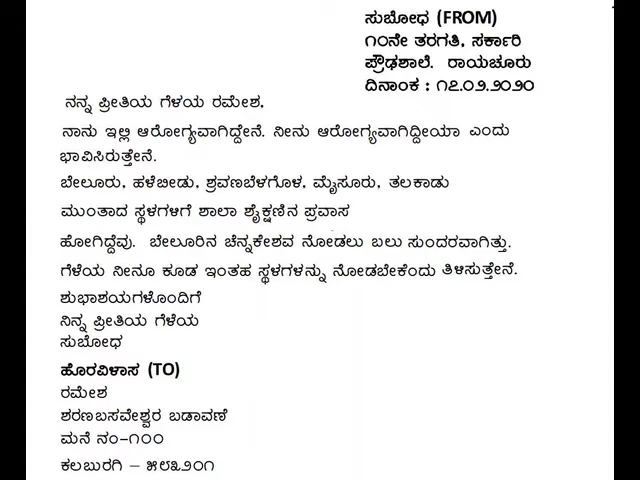 ಸುಬೋಧ (FROM)
೧೦ನೇ ತರಗತಿ, ಸರ್ಕಾರಿ
ಪ್ರೌಢಶಾಲೆ. ರಾಯಚೂರು
ದಿನಾಂಕ : ೧೭.೦೨.೨೦೨೦
ನನ್ನ ಪ್ರೀತಿಯ ಗೆಳೆಯ ರಮೇಶ,
ನಾನು ಇಲ್ಲಿ ಆರೋಗ್ಯವಾಗಿದ್ದೇನೆ. ನೀನು ಆರೋಗ್ಯವಾಗಿದ್ದೀಯಾ ಎಂದು
ಭಾವಿಸಿರುತ್ತೇನೆ.
ಬೇಲೂರು, ಹಳೆಬೀಡು, ಶ್ರವಣಬೆಳಗೊಳ, ಮೈಸೂರು, ತಲಕಾಡು
ಮುಂತಾದ ಸ್ಥಳಗಳಿಗೆ ಶಾಲಾ ಶೈಕ್ಷಣಿನ ಪ್ರವಾಸ
ಹೋಗಿದ್ದೆವು. ಬೇಲೂರಿನ ಚೆನ್ನಕೇಶವ ನೋಡಲು ಬಲು ಸುಂದರವಾಗಿತ್ತು.
ಗೆಳೆಯ ನೀನೂ ಕೂಡ ಇಂತಹ ಸ್ಥಳಗಳನ್ನು ನೋಡಬೇಕೆಂದು ತಿಳಿಸುತ್ತೇನೆ.
ಶುಭಾಶಯಗಳೊಂದಿಗೆ
ನಿನ್ನ ಪ್ರೀತಿಯ ಗೆಳೆಯ
ಸುಬೋಧ
ಹೊರವಿಳಾಸ (TO)
ರಮೇಶ
ಶರಣಬಸವೇಶ್ವರ ಬಡಾವಣೆ
ಮನೆ ನಂ-೧೦೦
ಕಲಬುರಗಿ – ೫೮೩೨೦೧